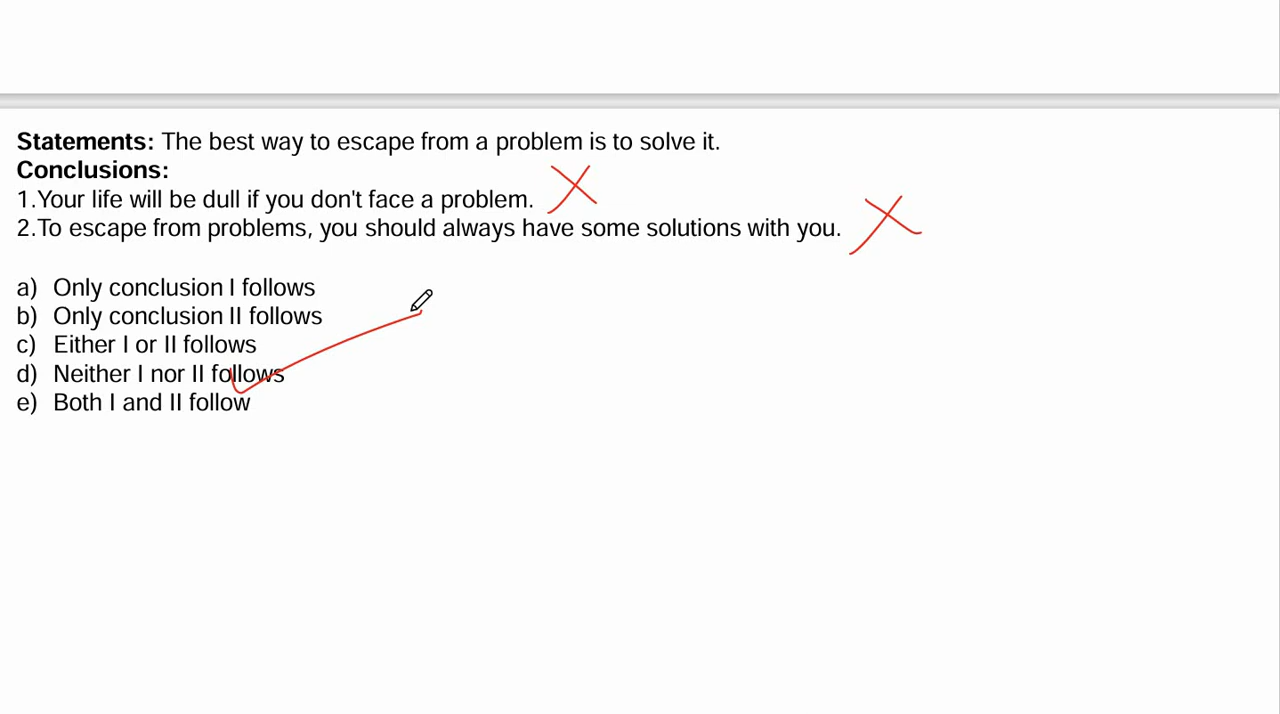 Statements: The best way to escape from a problem is to solve it.
Conclusions:
1.Your life will be dull if you don't face a problem.
2.To escape from problems, you should always have some solutions with you.
a) Only conclusion I follows
b) Only conclusion II follows
c) Either I or II follows
d) Neither I nor II follows
e) Both I and II follow